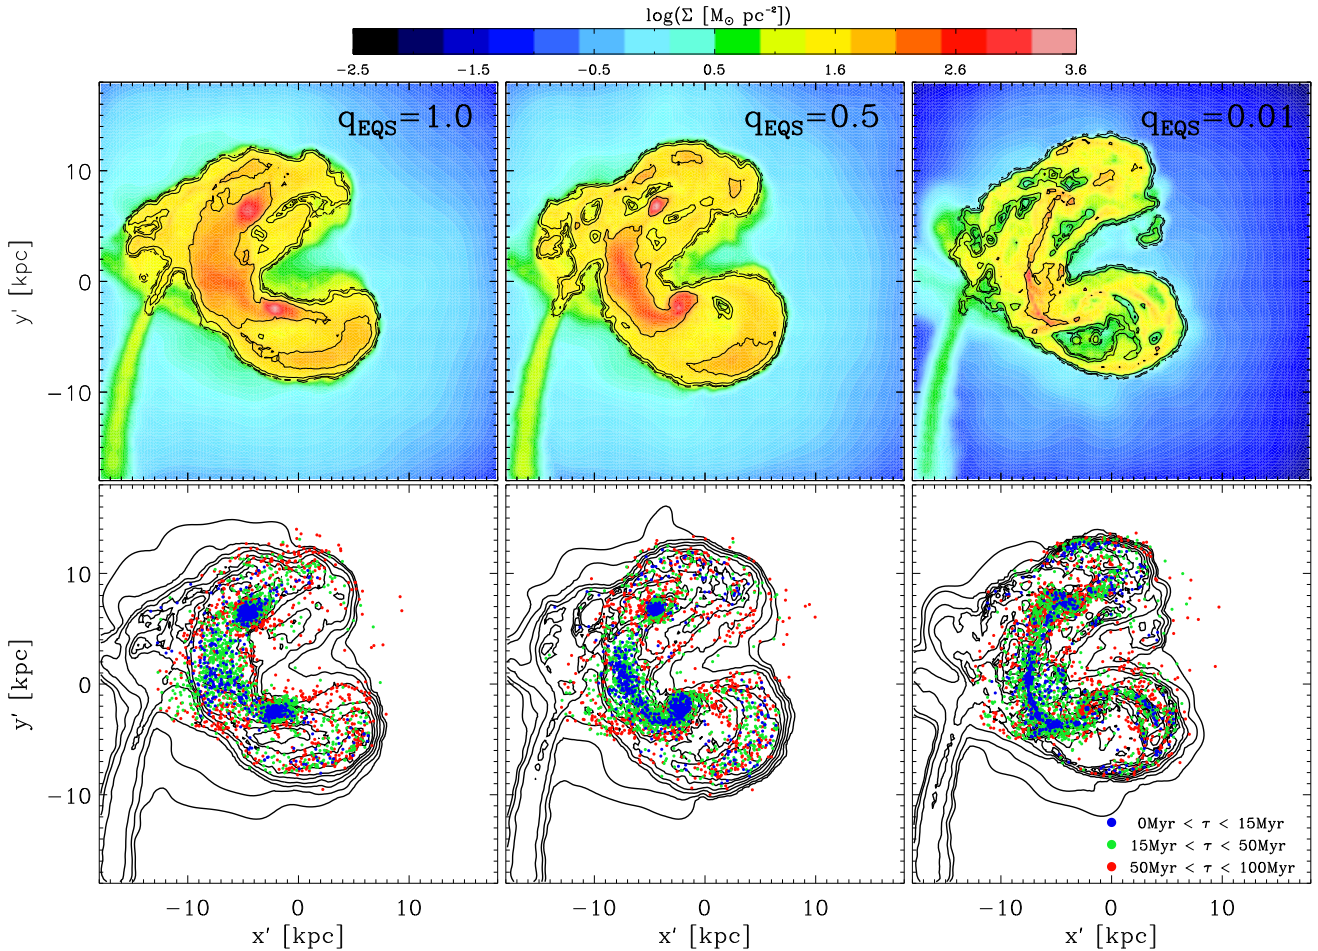 log(Σ [M☉ pc⁻²])
−2.5 −1.5 −0.5 0.5 1.6 2.6 3.6
q_EQS=1.0
q_EQS=0.5
q_EQS=0.01
10
0
−10
y' [kpc]
10
0
−10
y' [kpc]
0Myr < τ < 15Myr
15Myr < τ < 50Myr
50Myr < τ < 100Myr
−10 0 10 −10 0 10 −10 0 10
x' [kpc] x' [kpc] x' [kpc]